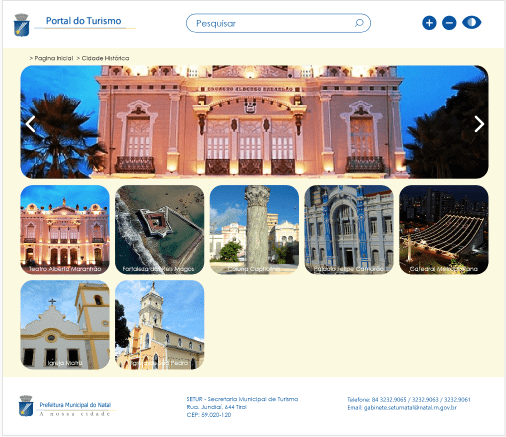 Portal do Turismo
Pesquisar
> Pagina Inicial > Cidade Histórica
Teatro Alberto Maranhão
Fortaleza dos Reis Magos
Coluna Capitolina
Palácio Felipe Camarão
Catedral Metropolitana
Igreja Matriz
Pedro
Prefeitura Municipal do Natal
A nossa cidade
SETUR - Secretaria Municipal de Turismo
Rua. Jundiaí, 644 Tirol
CEP: 59.020-120
Telefone: 84 3232.9065 / 3232.9063 / 3232.9061
Email: gabinete.seturnatal@natal.rn.gov.br